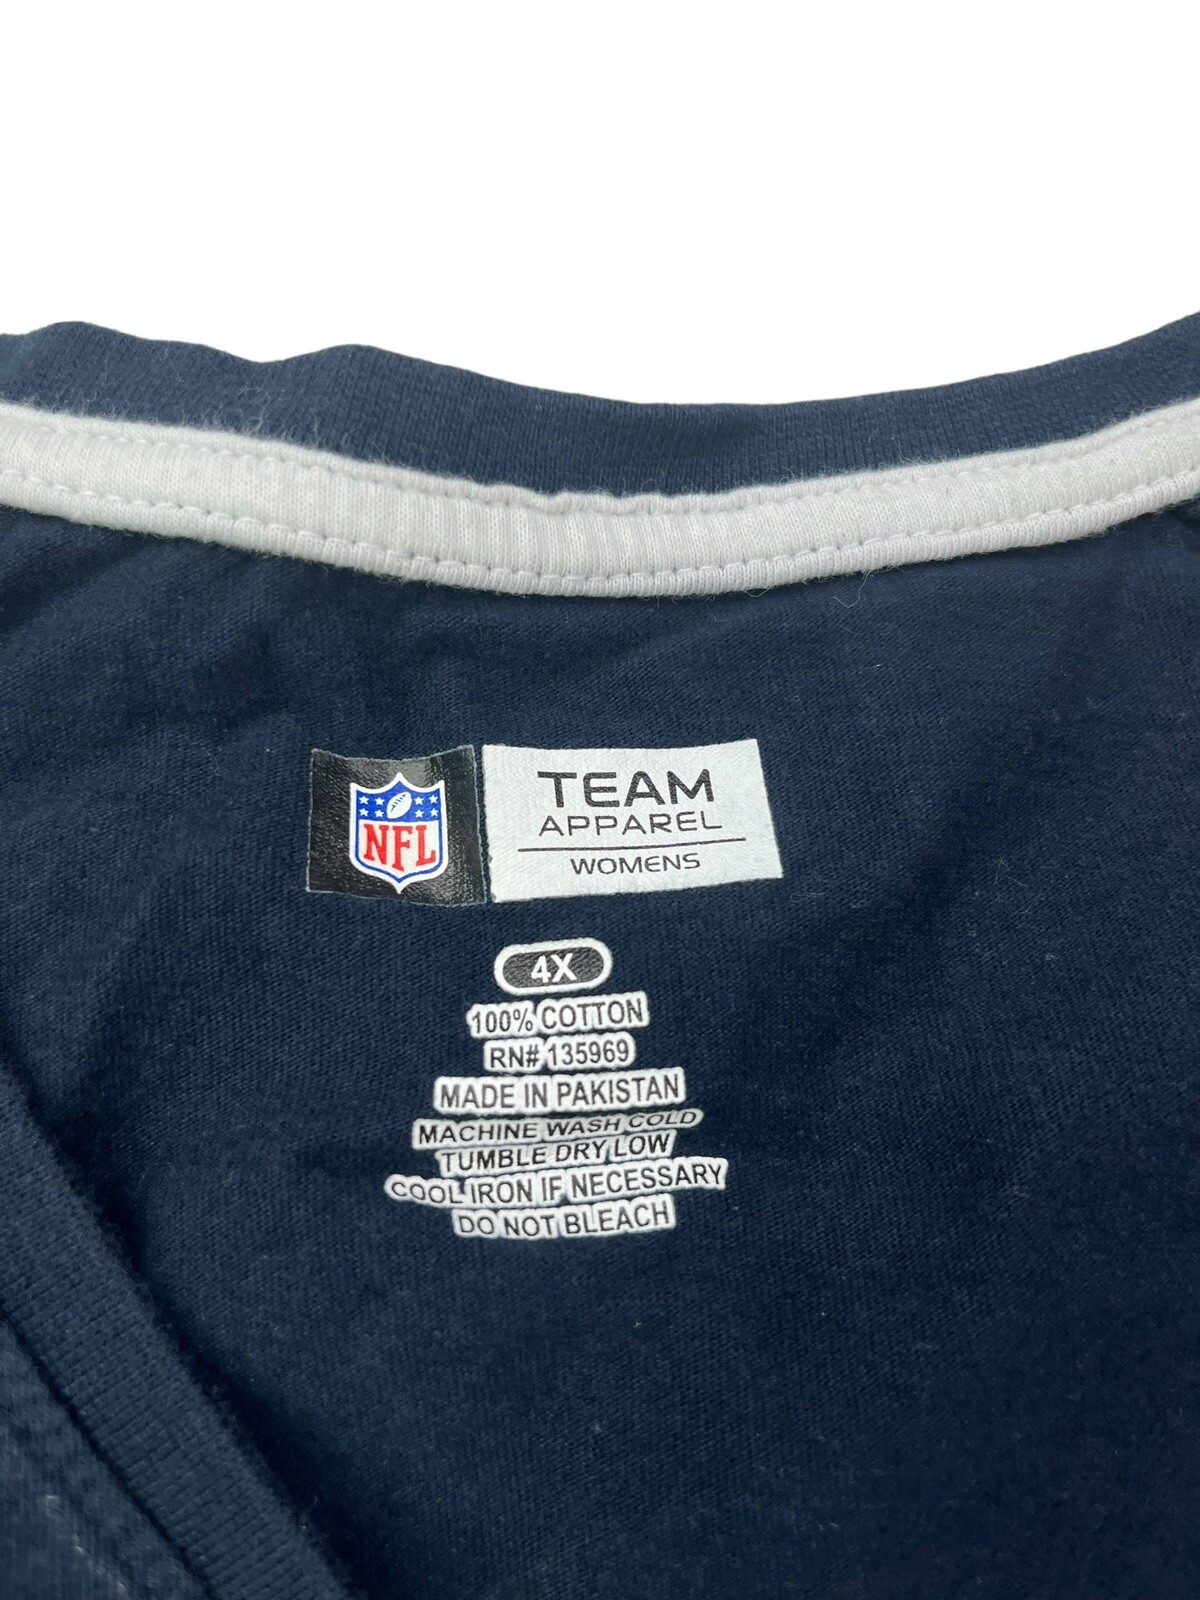 NFL
TEAM
APPAREL
WOMENS
4X
100% COTTON
RN# 135969
MADE IN PAKISTAN
MACHINE WASH COLD
TUMBLE DRY LOW
COOL IRON IF NECESSARY
DO NOT BLEACH